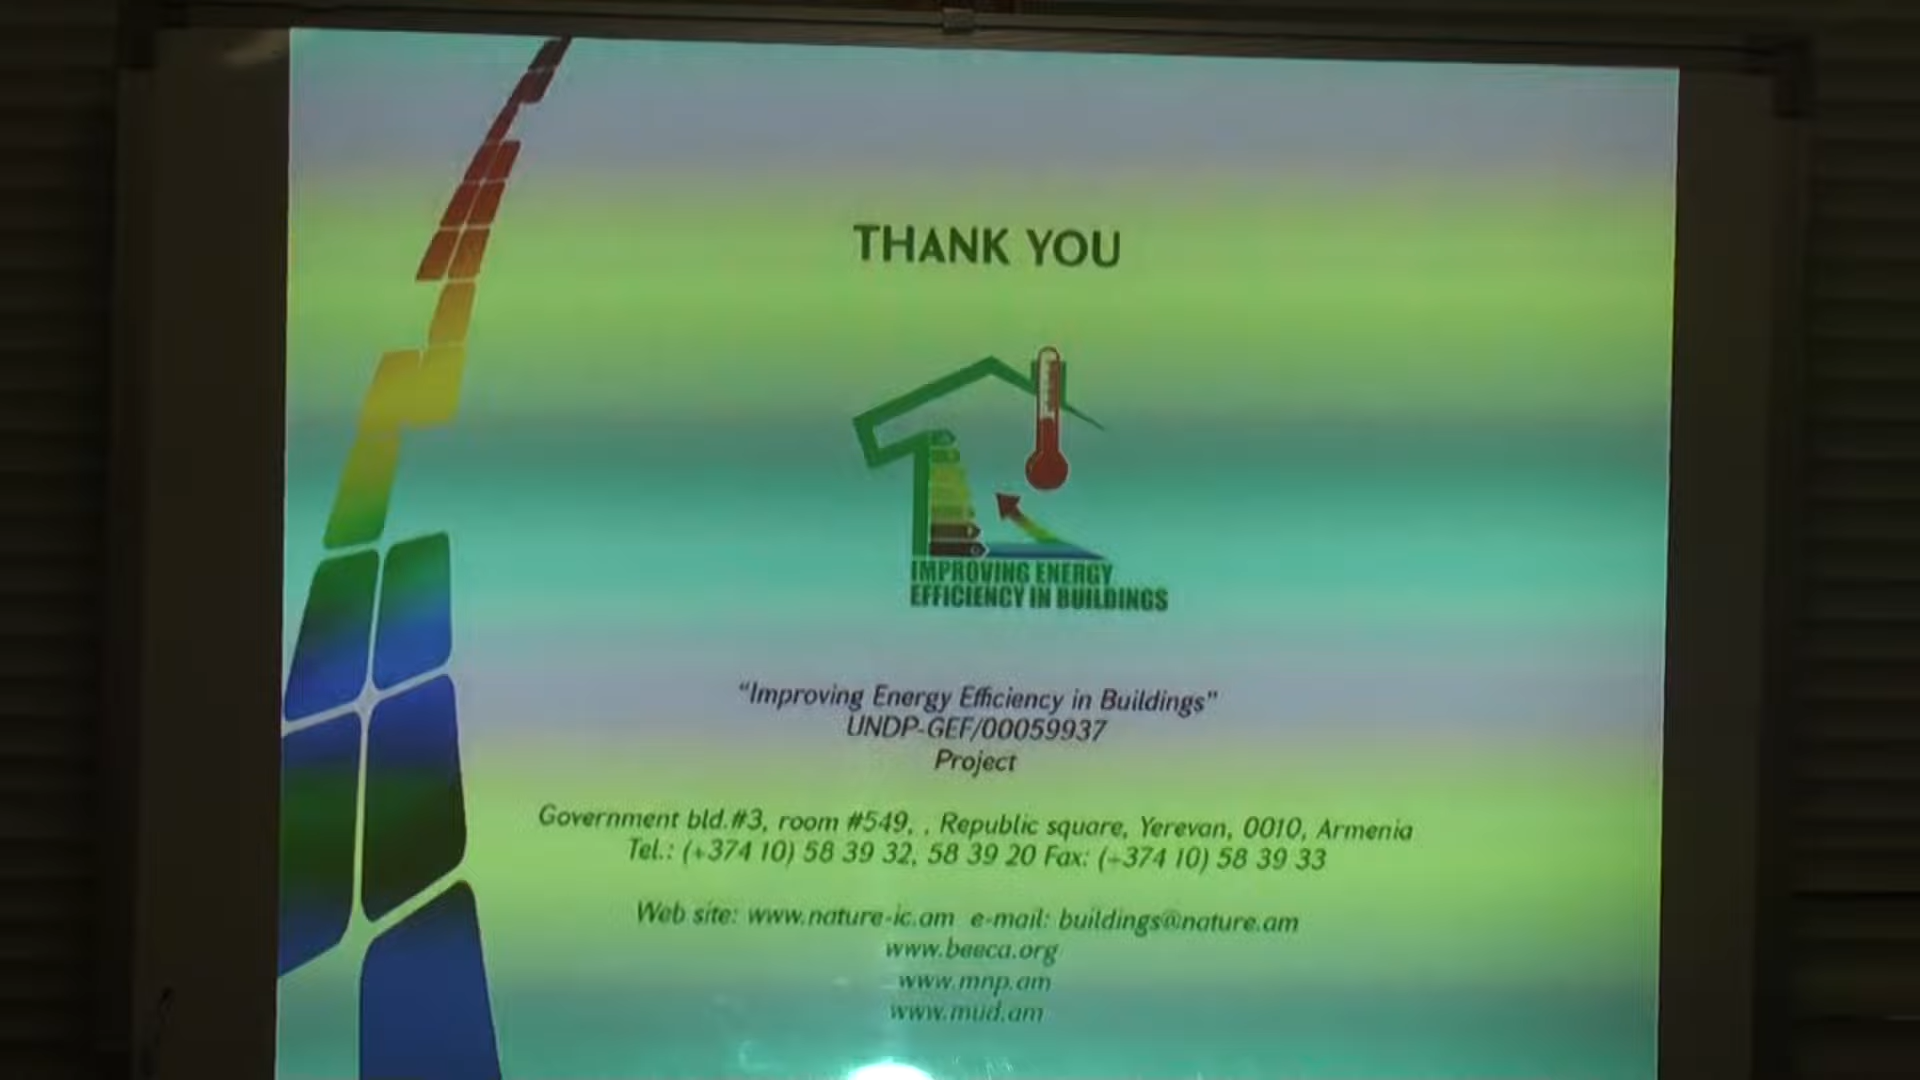 THANK YOU
IMPROVING ENERGY
EFFICIENCY IN BUILDINGS
“Improving Energy Efficiency in Buildings”
UNDP-GEF/00059937
Project
Government bld.#3, room #549, , Republic square, Yerevan, 0010, Armenia
Tel.: (+374 10) 58 39 32, 58 39 20 Fax: (+374 10) 58 39 33
Web site: www.nature-ic.am e-mail: buildings@nature.am
www.beeca.org
www.mnp.am
www.mud.am